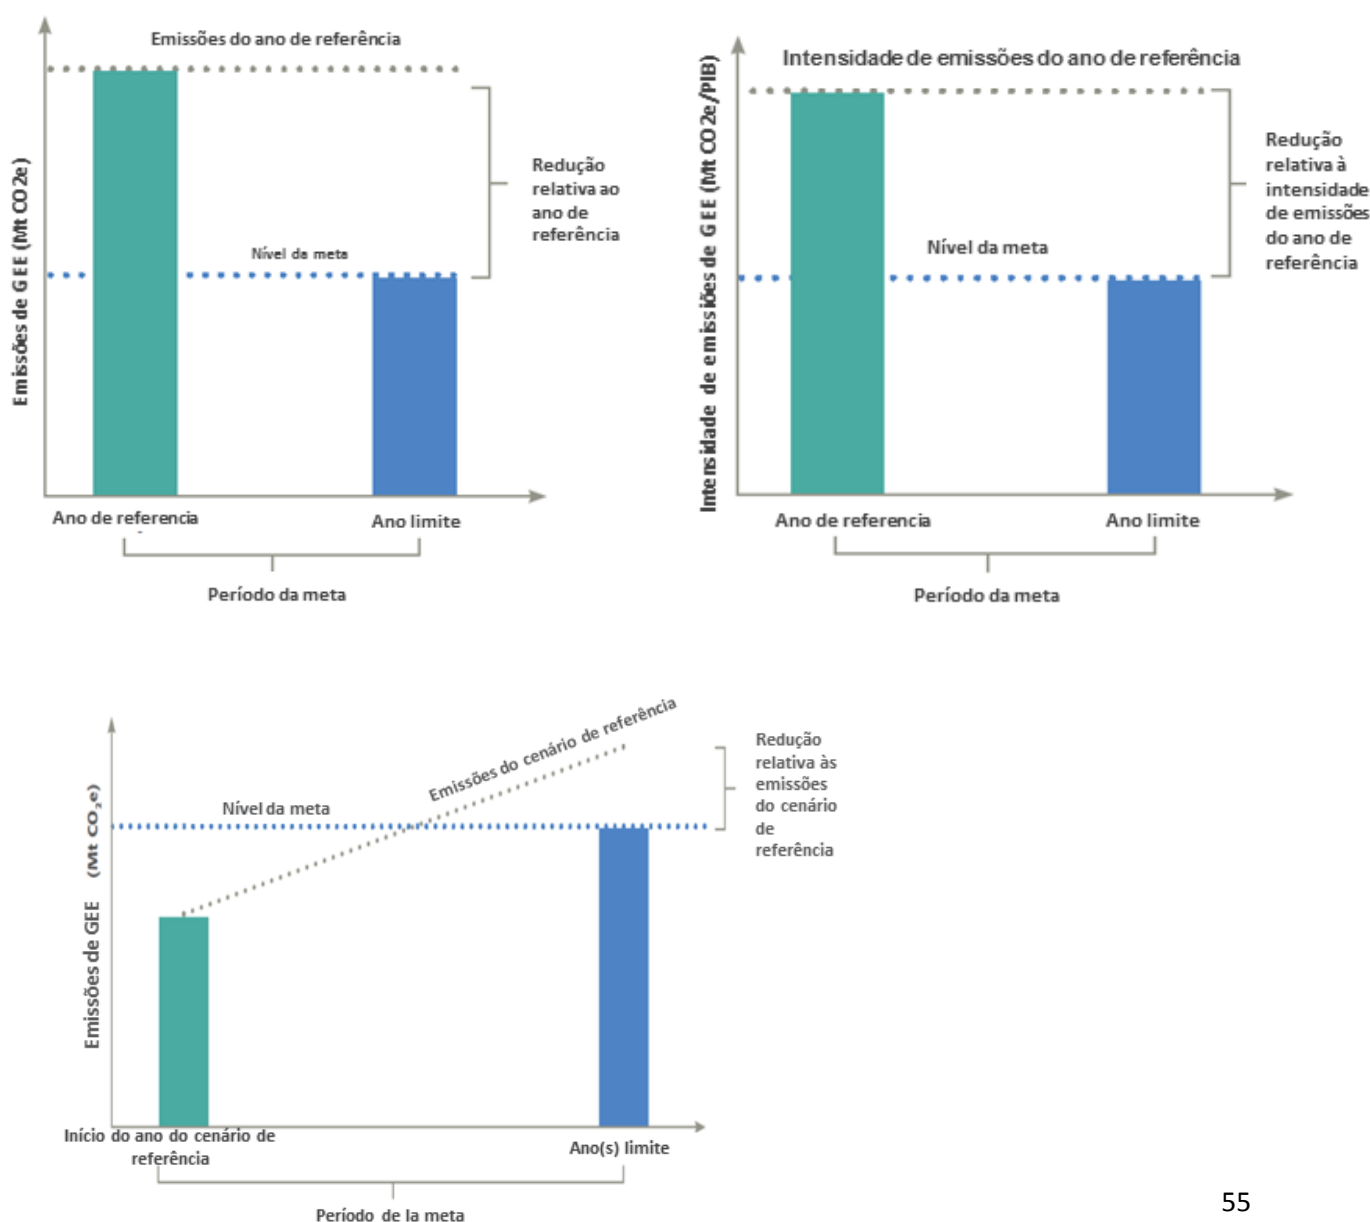 Emissões do ano de referência
Emissões de GEE (Mt CO2e)
Redução
relativa ao
ano de
referência
Nível da meta
Ano de referencia
Ano limite
Período da meta
Intensidade de emissões do ano de referência
Intensidade de emissiões de GEE (Mt CO2e/PIB)
Redução
relativa à
intensidade
de emissões
do ano de
referência
Nível da meta
Ano de referencia
Ano limite
Período da meta
Emissões do cenário de referência
Emissões de GEE (Mt CO₂e)
Nível da meta
Redução
relativa às
emissões
do cenário
de
referência
Início do ano do cenário de
referência
Ano(s) limite
Período de la meta
55